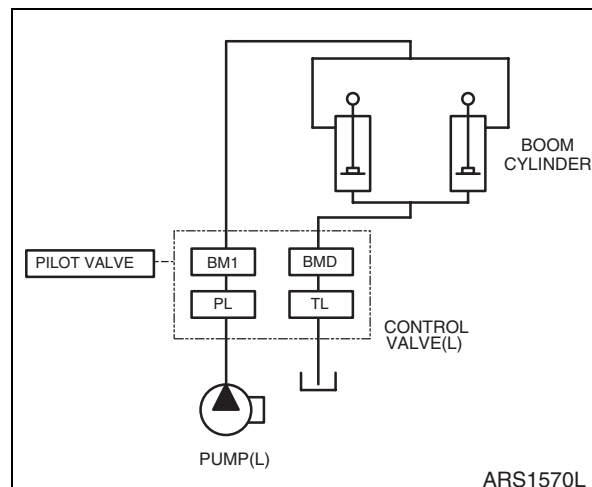 BOOM
CYLINDER
PILOT VALVE
BM1
BMD
PL
TL
CONTROL
VALVE(L)
PUMP(L)
ARS1570L